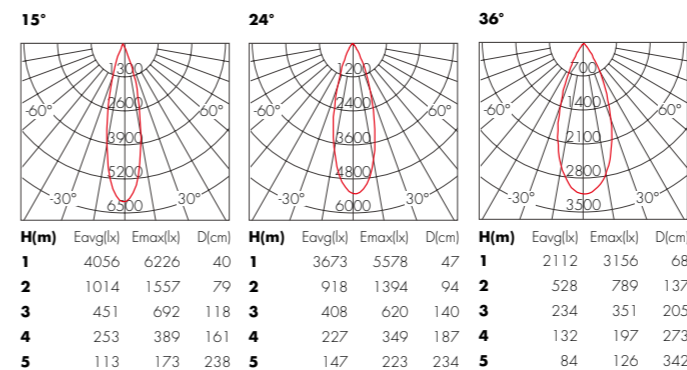 15°
1300
2600
3900
5200
6500
-60°
60°
-30°
30°
H(m) Eavg(lx) Emax(lx) D(cm)
1 4056 6226 40
2 1014 1557 79
3 451 692 118
4 253 389 161
5 113 173 238
24°
1200
2400
3600
4800
6000
-60°
60°
-30°
30°
H(m) Eavg(lx) Emax(lx) D(cm)
1 3673 5578 47
2 918 1394 94
3 408 620 140
4 227 349 187
5 147 223 234
36°
700
1400
2100
2800
3500
-60°
60°
-30°
30°
H(m) Eavg(lx) Emax(lx) D(cm)
1 2112 3156 68
2 528 789 137
3 234 351 205
4 132 197 273
5 84 126 342